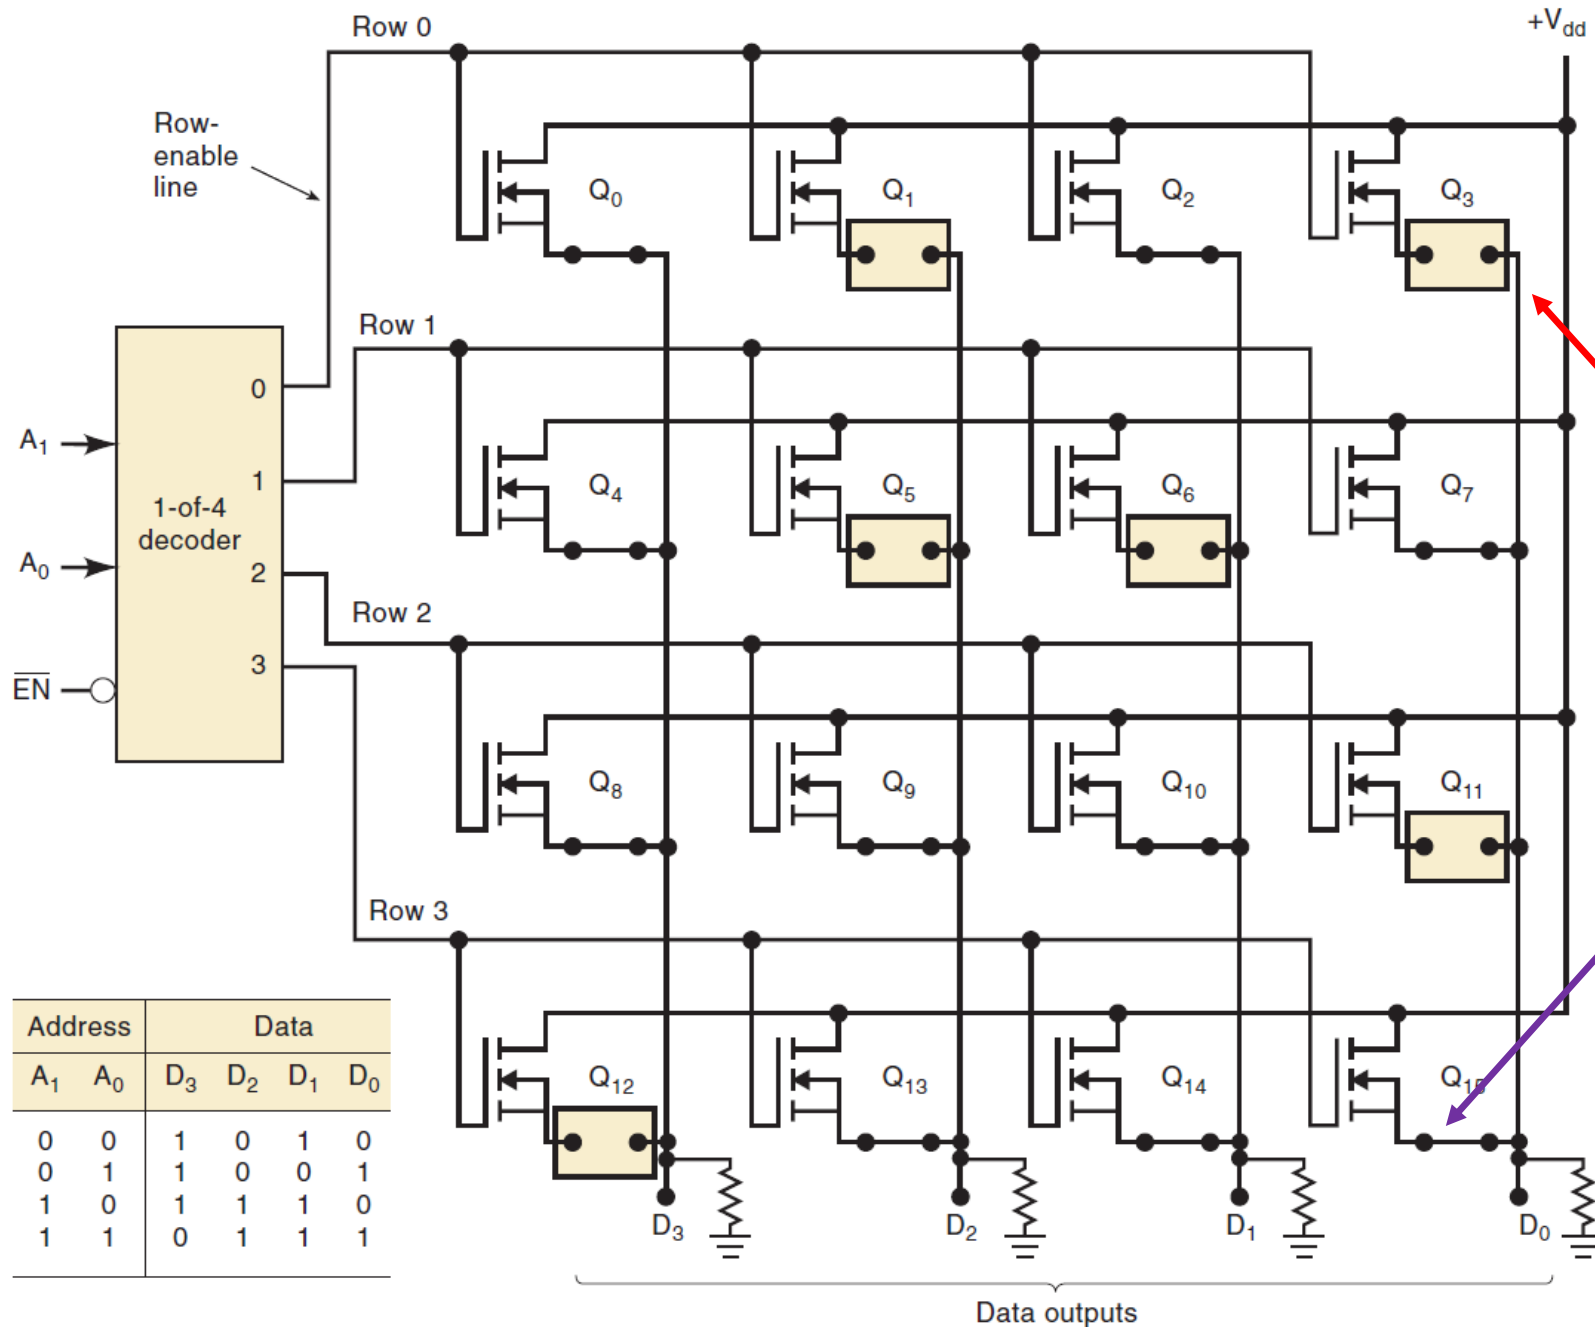 Row 0
+Vdd
Row-
enable
line
Q0 Q1 Q2 Q3
Row 1
0
A1
1
Q4 Q5 Q6 Q7
1-of-4
decoder
A0
2
Row 2
3
EN
Q8 Q9 Q10 Q11
Row 3
Address Data
A1 A0 D3 D2 D1 D0
0 0 1 0 1 0
0 1 1 0 0 1
1 0 1 1 1 0
1 1 0 1 1 1
Q12 Q13 Q14 Q15
D3 D2 D1 D0
Data outputs